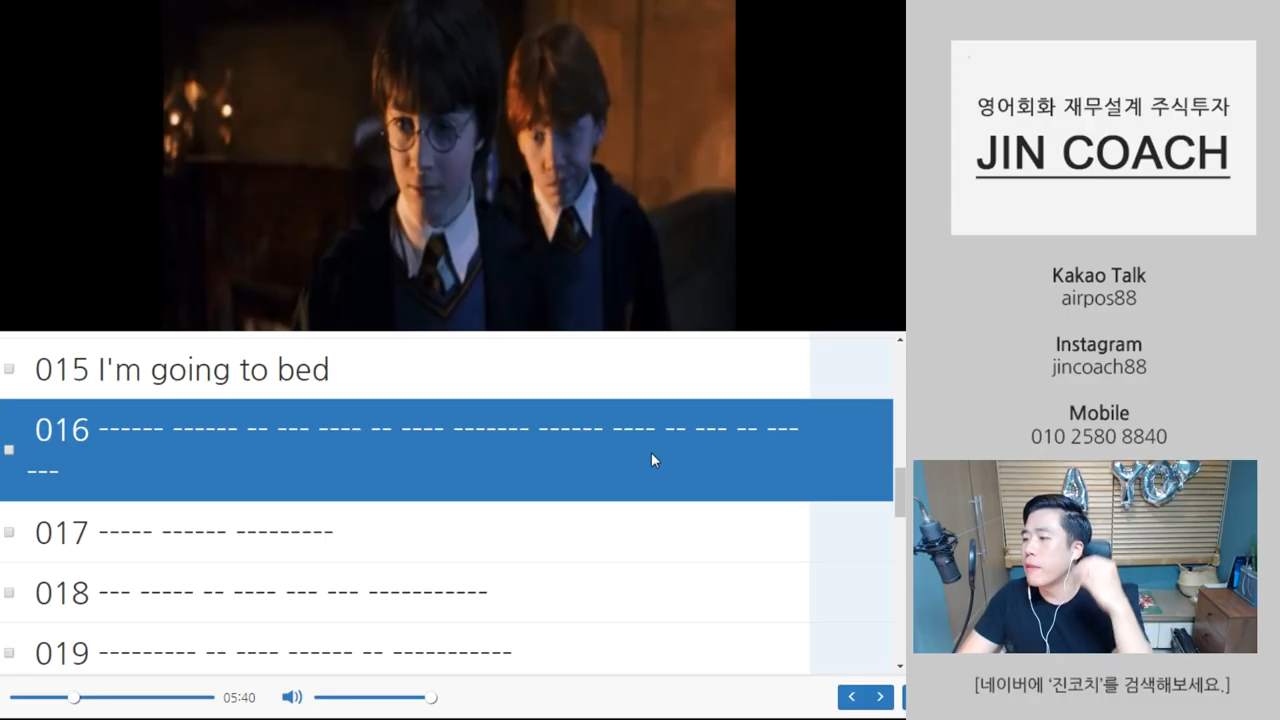 015 I'm going to bed
016 ------ ------ -- --- ---- -- ---- ------- ------ ---- -- --- -- ---
---
017 ----- ------ ---------
018 --- ----- -- ---- --- --- -----------
019 --------- -- ---- ------ -- -----------
05:40
영어회화 재무설계 주식투자
JIN COACH
Kakao Talk
airpos88
Instagram
jincoach88
Mobile
010 2580 8840
A YOU
[네이버에 '진코치'를 검색해보세요.]